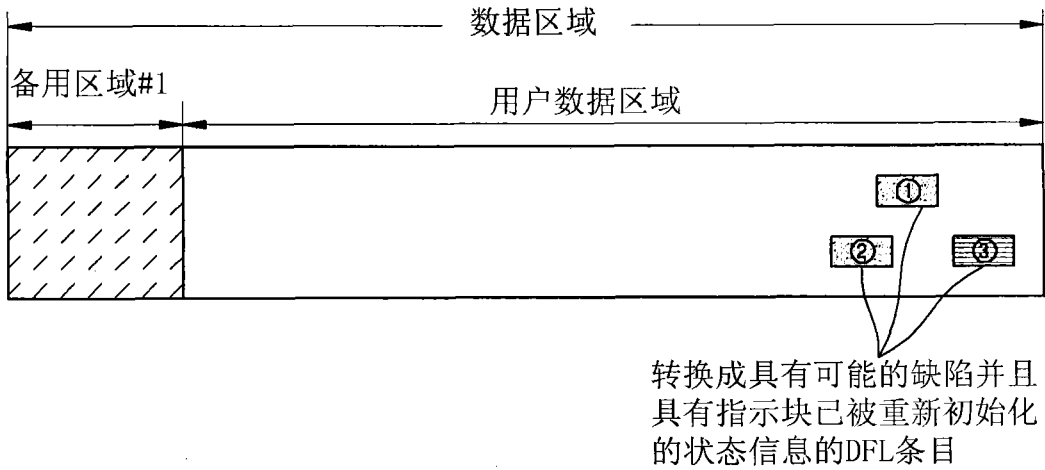 数据区域
备用区域#1
用户数据区域
①
②
③
转换成具有可能的缺陷并且
具有指示块已被重新初始化
的状态信息的DFL条目